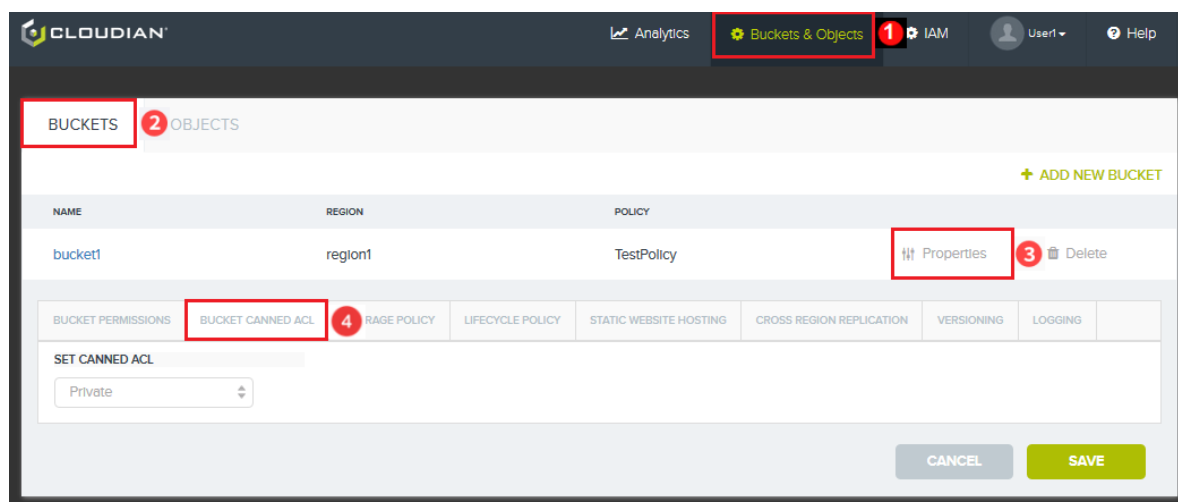 CLOUDIAN
Analytics
Buckets & Objects
1
IAM
User1
Help
BUCKETS
2
OBJECTS
+ ADD NEW BUCKET
NAME REGION POLICY
bucket1 region1 TestPolicy Properties 3 Delete
BUCKET PERMISSIONS BUCKET CANNED ACL 4 RAGE POLICY LIFECYCLE POLICY STATIC WEBSITE HOSTING CROSS REGION REPLICATION VERSIONING LOGGING
SET CANNED ACL
Private
CANCEL SAVE